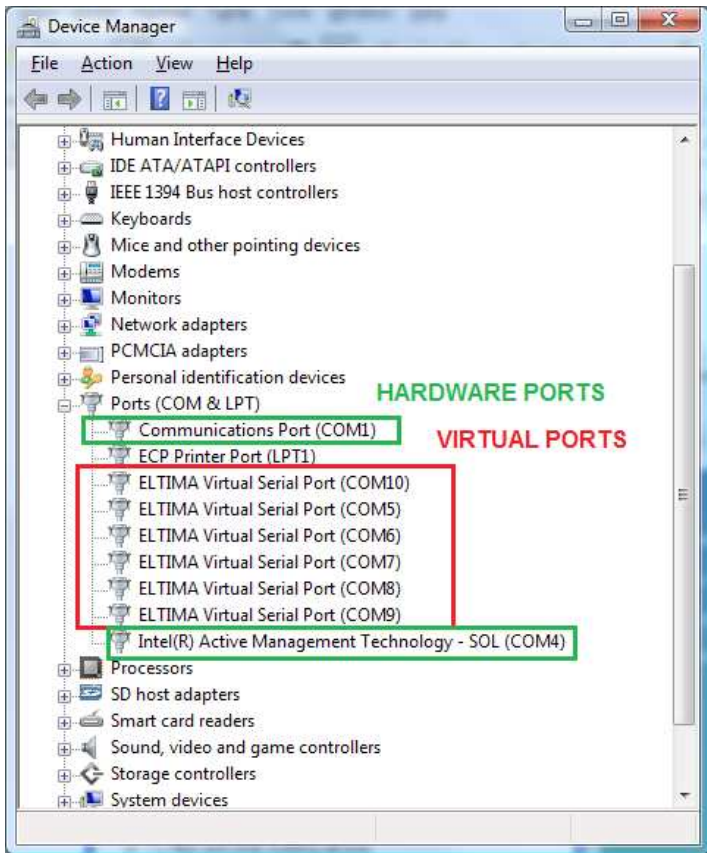 Device Manager
File Action View Help
Human Interface Devices
IDE ATA/ATAPI controllers
IEEE 1394 Bus host controllers
Keyboards
Mice and other pointing devices
Modems
Monitors
Network adapters
PCMCIA adapters
Personal identification devices
HARDWARE PORTS
Ports (COM & LPT)
Communications Port (COM1)
VIRTUAL PORTS
ECP Printer Port (LPT1)
ELTIMA Virtual Serial Port (COM10)
ELTIMA Virtual Serial Port (COM5)
ELTIMA Virtual Serial Port (COM6)
ELTIMA Virtual Serial Port (COM7)
ELTIMA Virtual Serial Port (COM8)
ELTIMA Virtual Serial Port (COM9)
Intel(R) Active Management Technology - SOL (COM4)
Processors
SD host adapters
Smart card readers
Sound, video and game controllers
Storage controllers
System devices